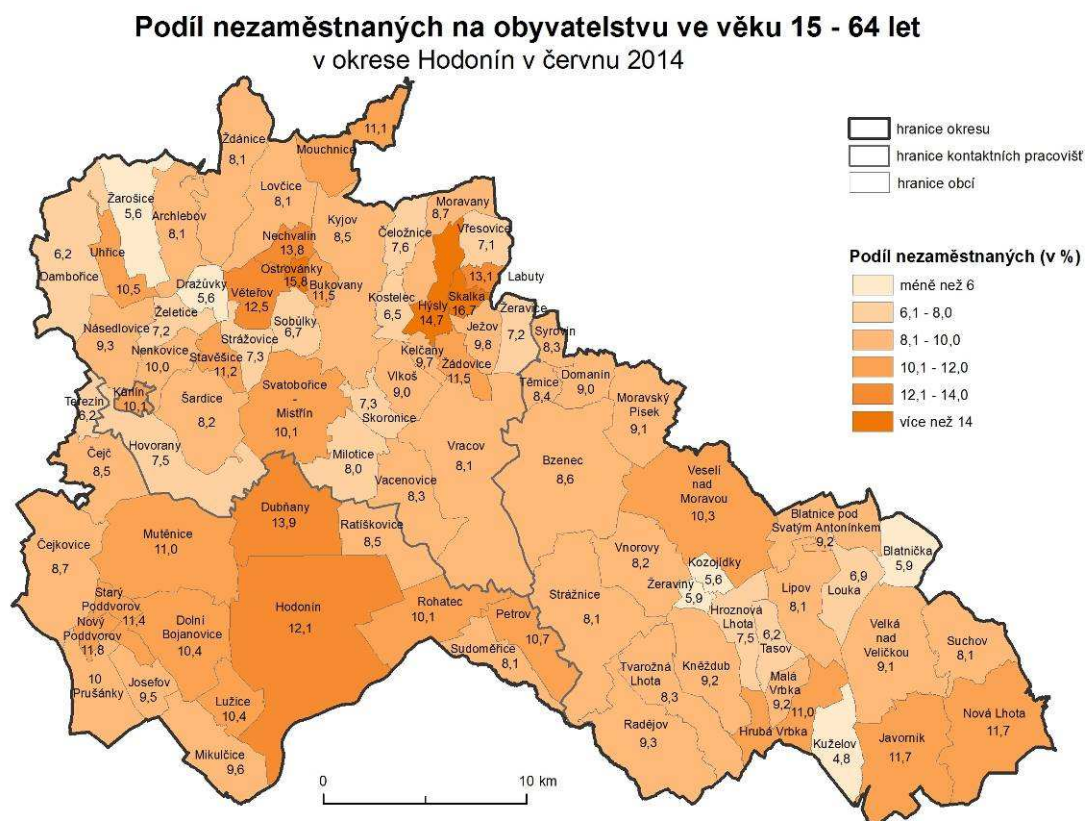 Podíl nezaměstnaných na obyvatelstvu ve věku 15 - 64 let
v okrese Hodonín v červnu 2014
hranice okresu
hranice kontaktních pracovišť
hranice obcí
Podíl nezaměstnaných (v %)
méně než 6
6,1 - 8,0
8,1 - 10,0
10,1 - 12,0
12,1 - 14,0
více než 14
11,1
Mouchnice
Ždánice
8,1
Žarošice
5,6
Archlebov
8,1
Lovčice
8,1
Kyjov
8,5
Čeložnice
7,6
Moravany
8,7
Vřesovice
7,1
6,2
Dambořice
Uhřice
10,5
Nechvalín
13,8
Ostrovánky
15,8
Bukovany
11,5
Dražůvky
5,6
Věteřov
12,5
Kostelec
6,5
Hýsly
14,7
13,1
Labuty
Skalka
16,7
Želetice
7,2
Násedlovice
9,3
Nenkovice
10,0
Stavěšice
11,2
Strážovice
7,3
Sobůlky
6,7
Kelčany
9,7
Ježov
9,8
Žeravice
7,2
Syrovín
8,3
Žádovice
11,5
Těmice
8,4
Domanín
9,0
Moravský
Písek
9,1
Terezín
6,2
Karlín
10,1
Šardice
8,2
Svatobořice
-
Mistřín
10,1
Vlkoš
9,0
7,3
Skoronice
Hovorany
7,5
Čejč
8,5
Milotice
8,0
Vacenovice
8,3
Vracov
8,1
Bzenec
8,6
Veselí
nad
Moravou
10,3
Blatnice pod
Svatým Antonínkem
9,2
Blatnička
5,9
Čejkovice
8,7
Mutěnice
11,0
Dubňany
13,9
Ratíškovice
8,5
Vnorovy
8,2
Kozojídky
5,6
Žeraviny
5,9
Lipov
8,1
6,9
Louka
Starý
Poddvorov
11,4
Nový
Poddvorov
11,8
Dolní
Bojanovice
10,4
Hodonín
12,1
Rohatec
10,1
Petrov
10,7
Sudoměřice
8,1
Strážnice
8,1
Hroznová
Lhota
7,5
6,2
Tasov
Velká
nad
Veličkou
9,1
Suchov
8,1
10
Prušánky
Josefov
9,5
Lužice
10,4
Mikulčice
9,6
Tvarožná
Lhota
8,3
Kněždub
9,2
Malá
Vrbka
9,2
11,0
Hrubá Vrbka
Radějov
9,3
Kuželov
4,8
Javorník
11,7
Nová Lhota
11,7
0
10 km